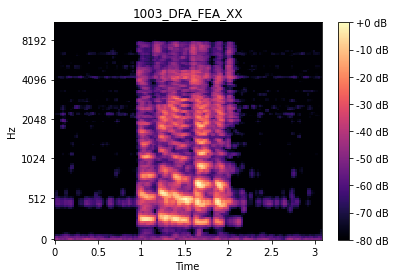 1003_DFA_FEA_XX
+0 dB
8192
-10 dB
4096
-20 dB
-30 dB
2048
Hz
-40 dB
1024
-50 dB
512
-60 dB
-70 dB
0
-80 dB
0 0.5 1 1.5 2 2.5 3
Time